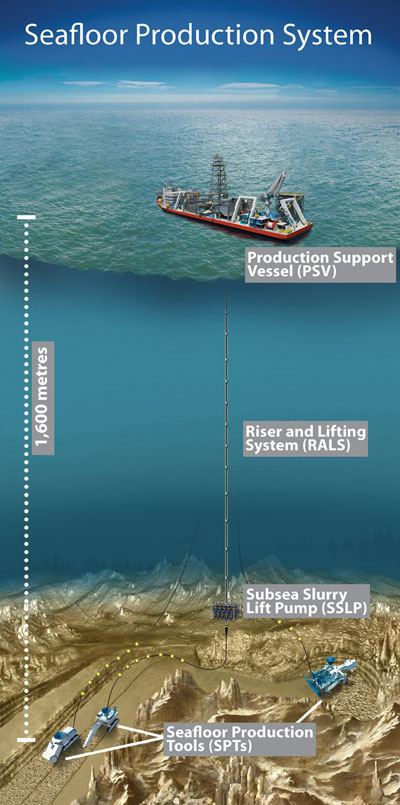 Seafloor Production System
Production Support
Vessel (PSV)
1,600 metres
Riser and Lifting
System (RALS)
Subsea Slurry
Lift Pump (SSLP)
Seafloor Production
Tools (SPTs)